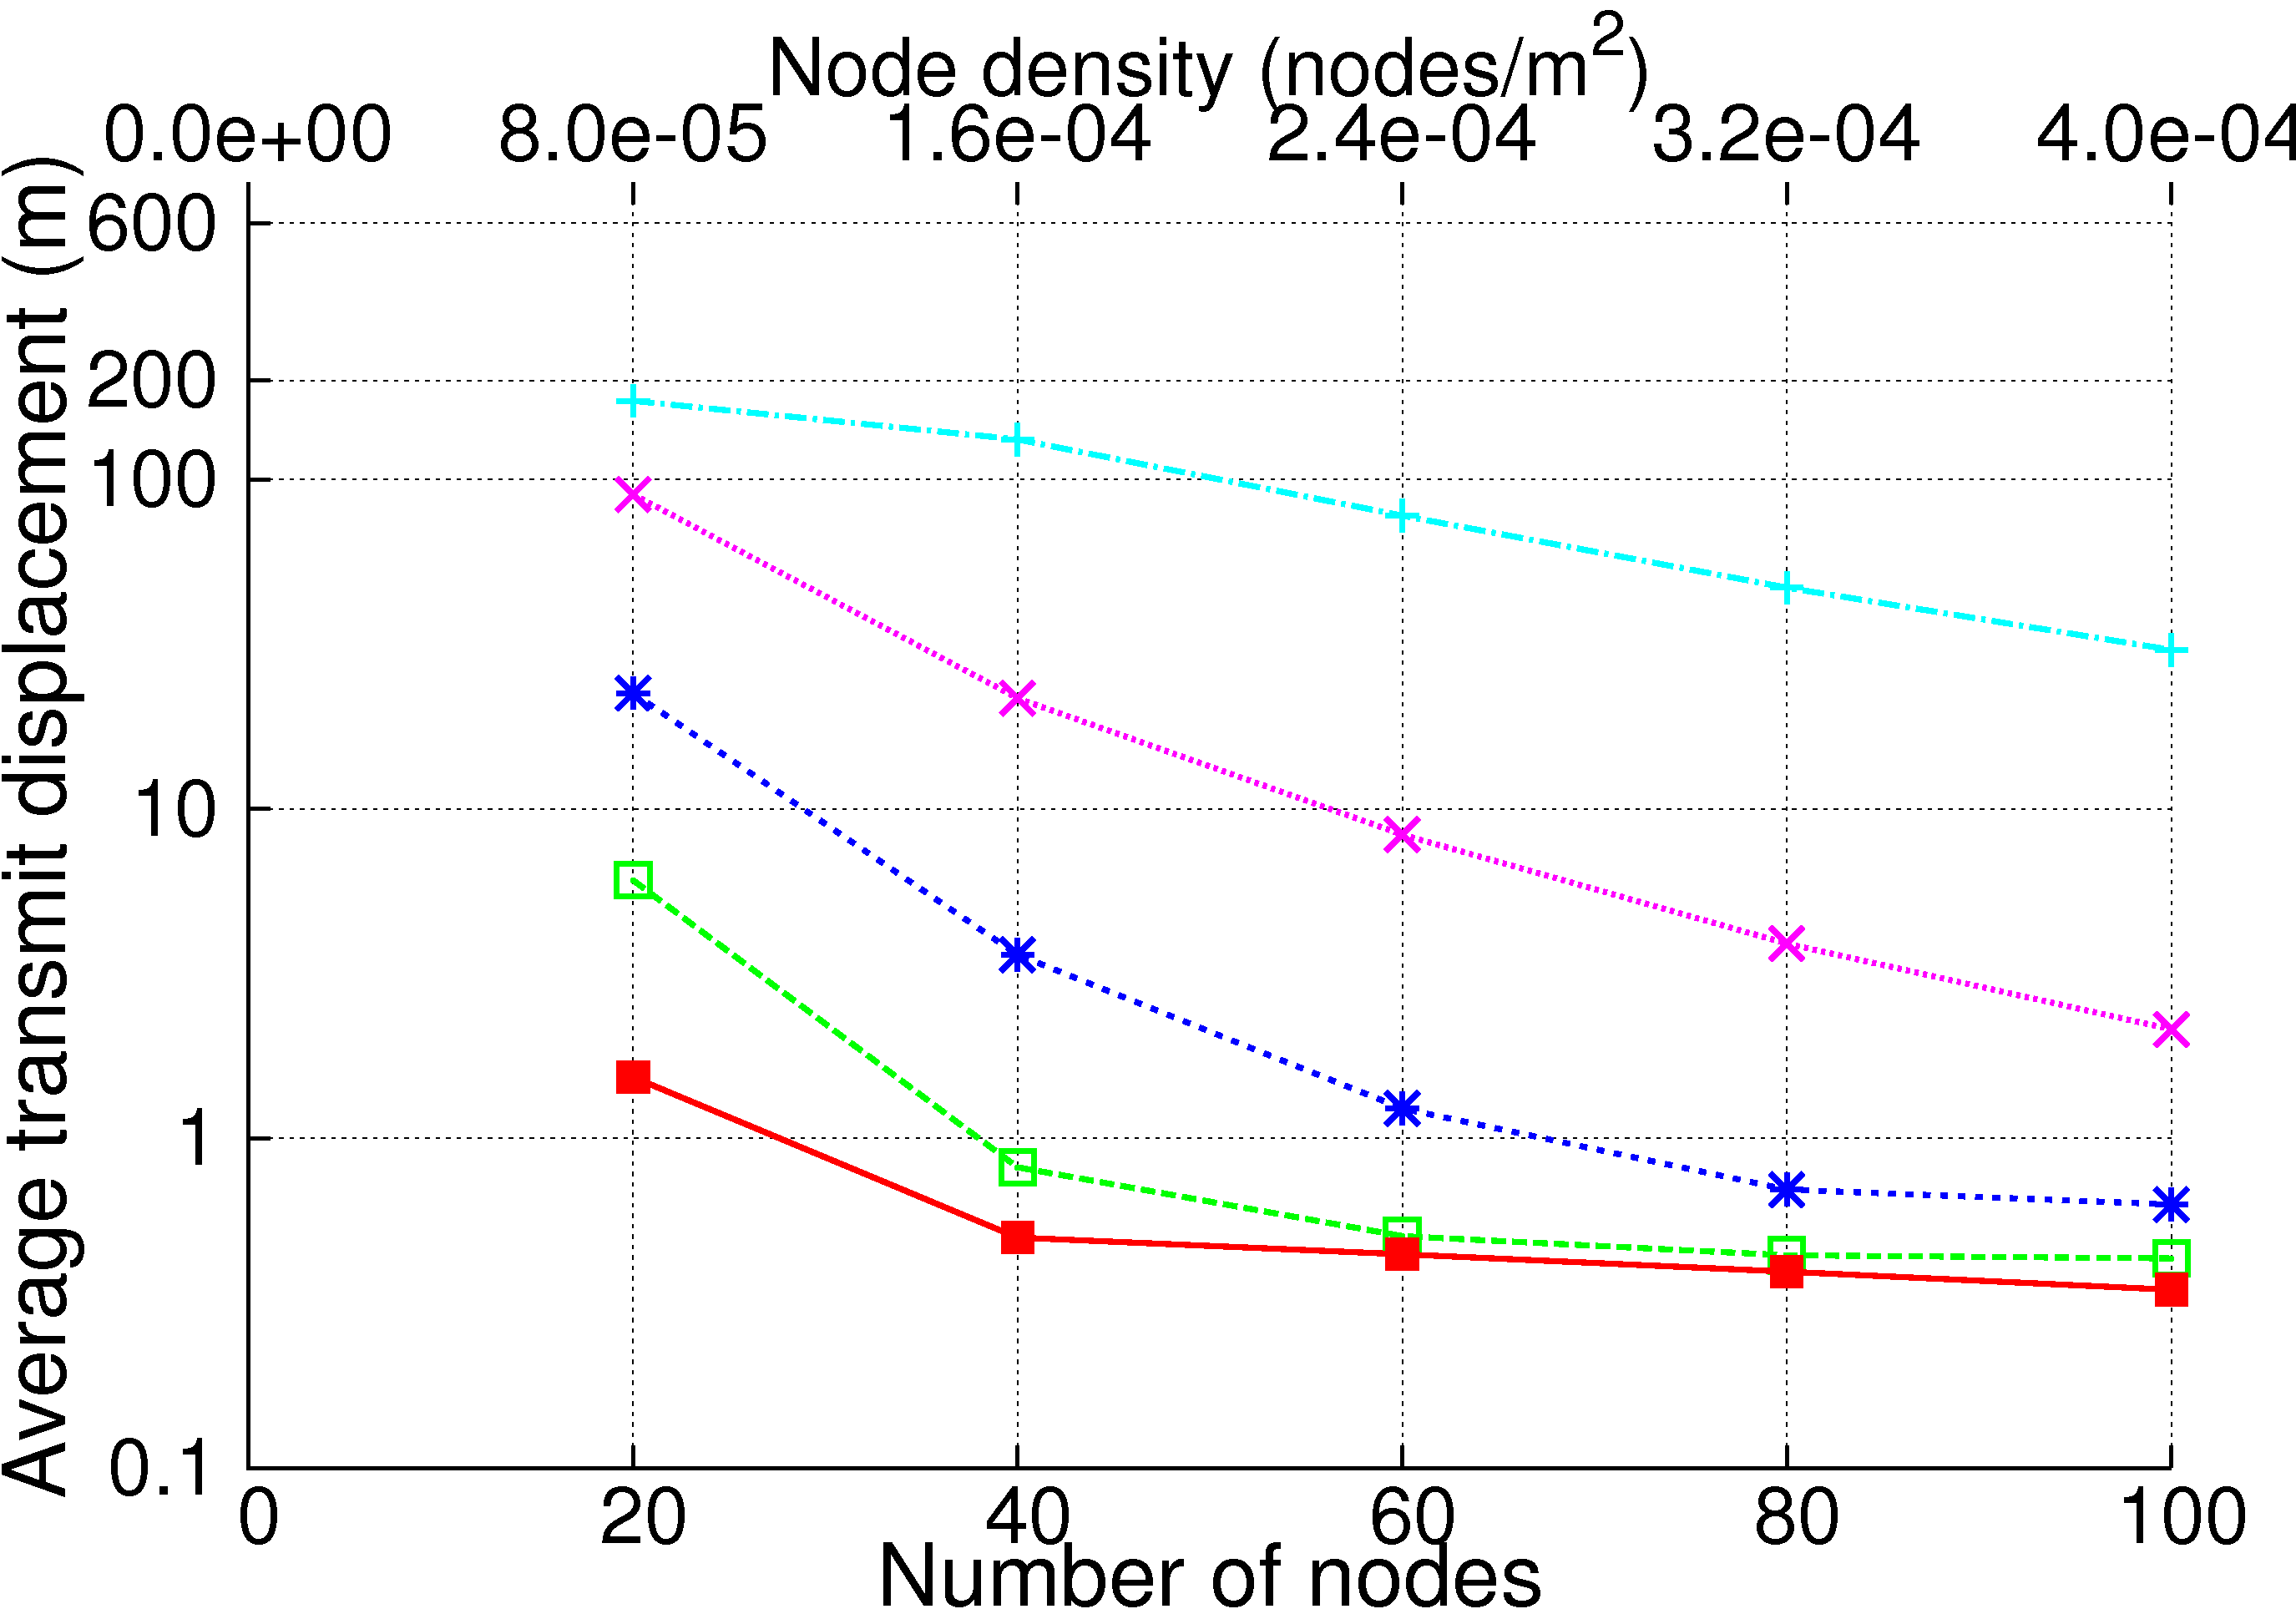 Node density (nodes/m2)
0.0e+00 8.0e-05 1.6e-04 2.4e-04 3.2e-04 4.0e-04
Average transmit displacement (m)
600
200
100
10
1
0.1
0 20 40 60 80 100
Number of nodes